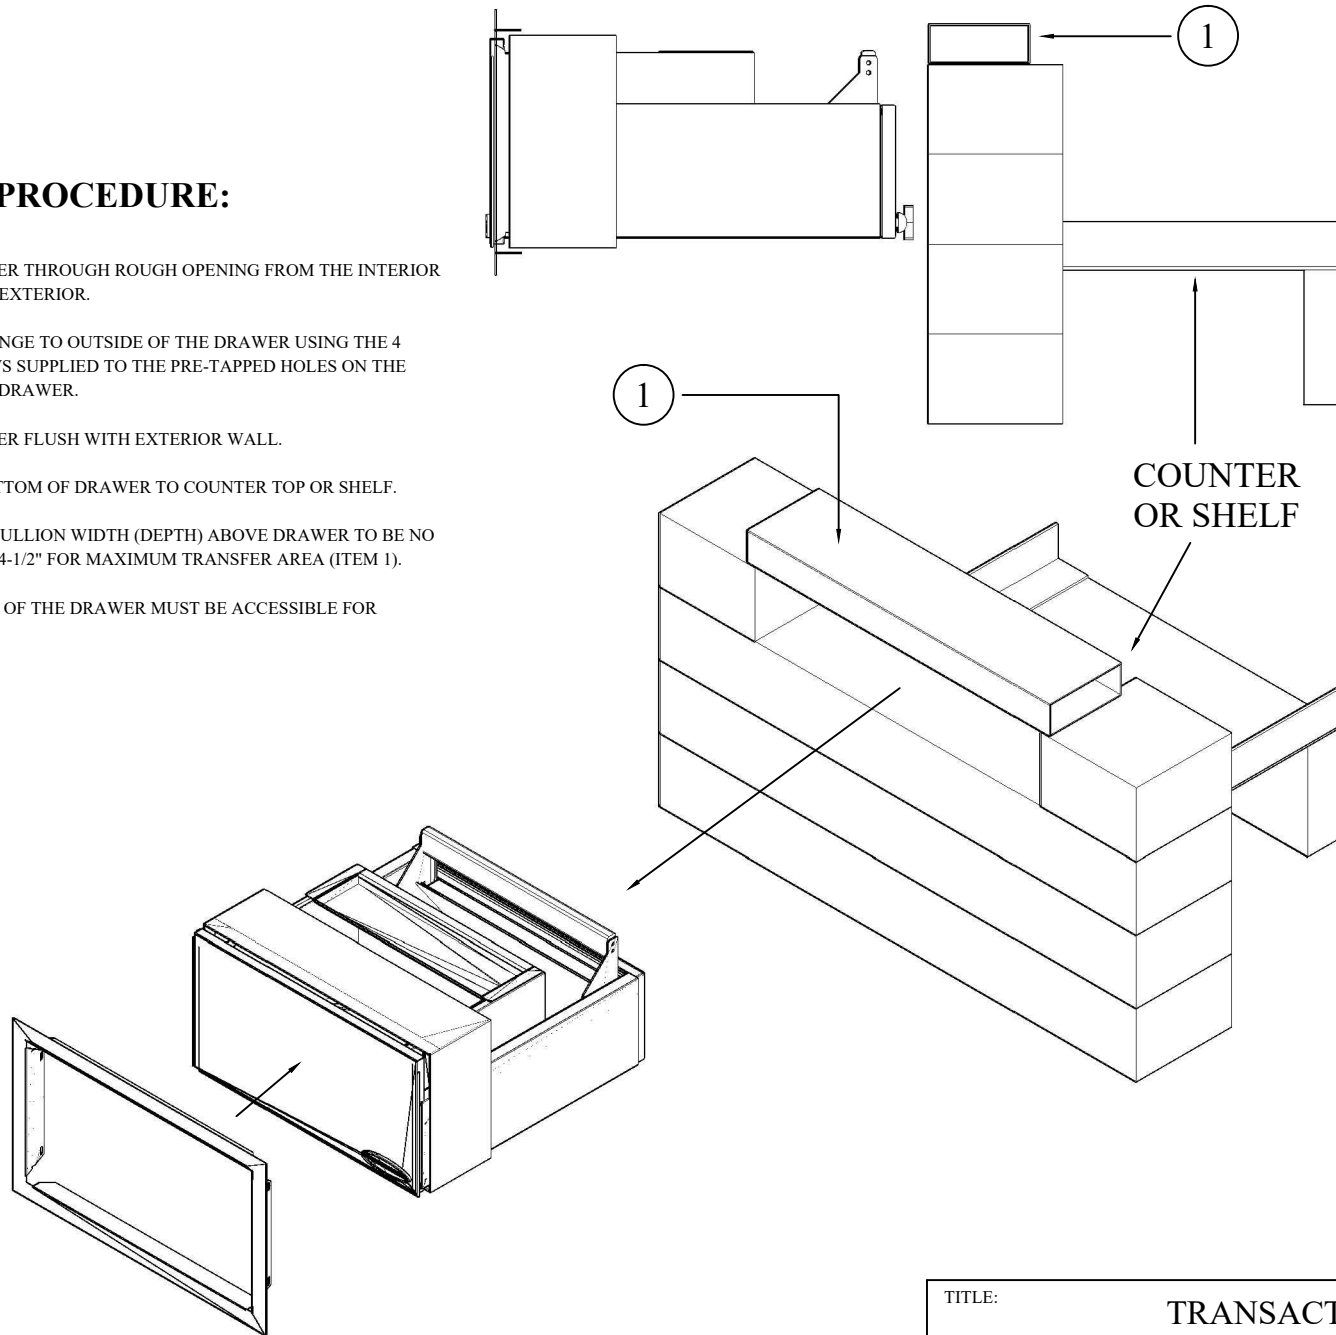 1
PROCEDURE:
ER THROUGH ROUGH OPENING FROM THE INTERIOR
EXTERIOR.
NGE TO OUTSIDE OF THE DRAWER USING THE 4
'S SUPPLIED TO THE PRE-TAPPED HOLES ON THE
DRAWER.
ER FLUSH WITH EXTERIOR WALL.
TTOM OF DRAWER TO COUNTER TOP OR SHELF.
ULLION WIDTH (DEPTH) ABOVE DRAWER TO BE NO
4-1/2" FOR MAXIMUM TRANSFER AREA (ITEM 1).
OF THE DRAWER MUST BE ACCESSIBLE FOR
1
COUNTER
OR SHELF
TITLE:
TRANSACT